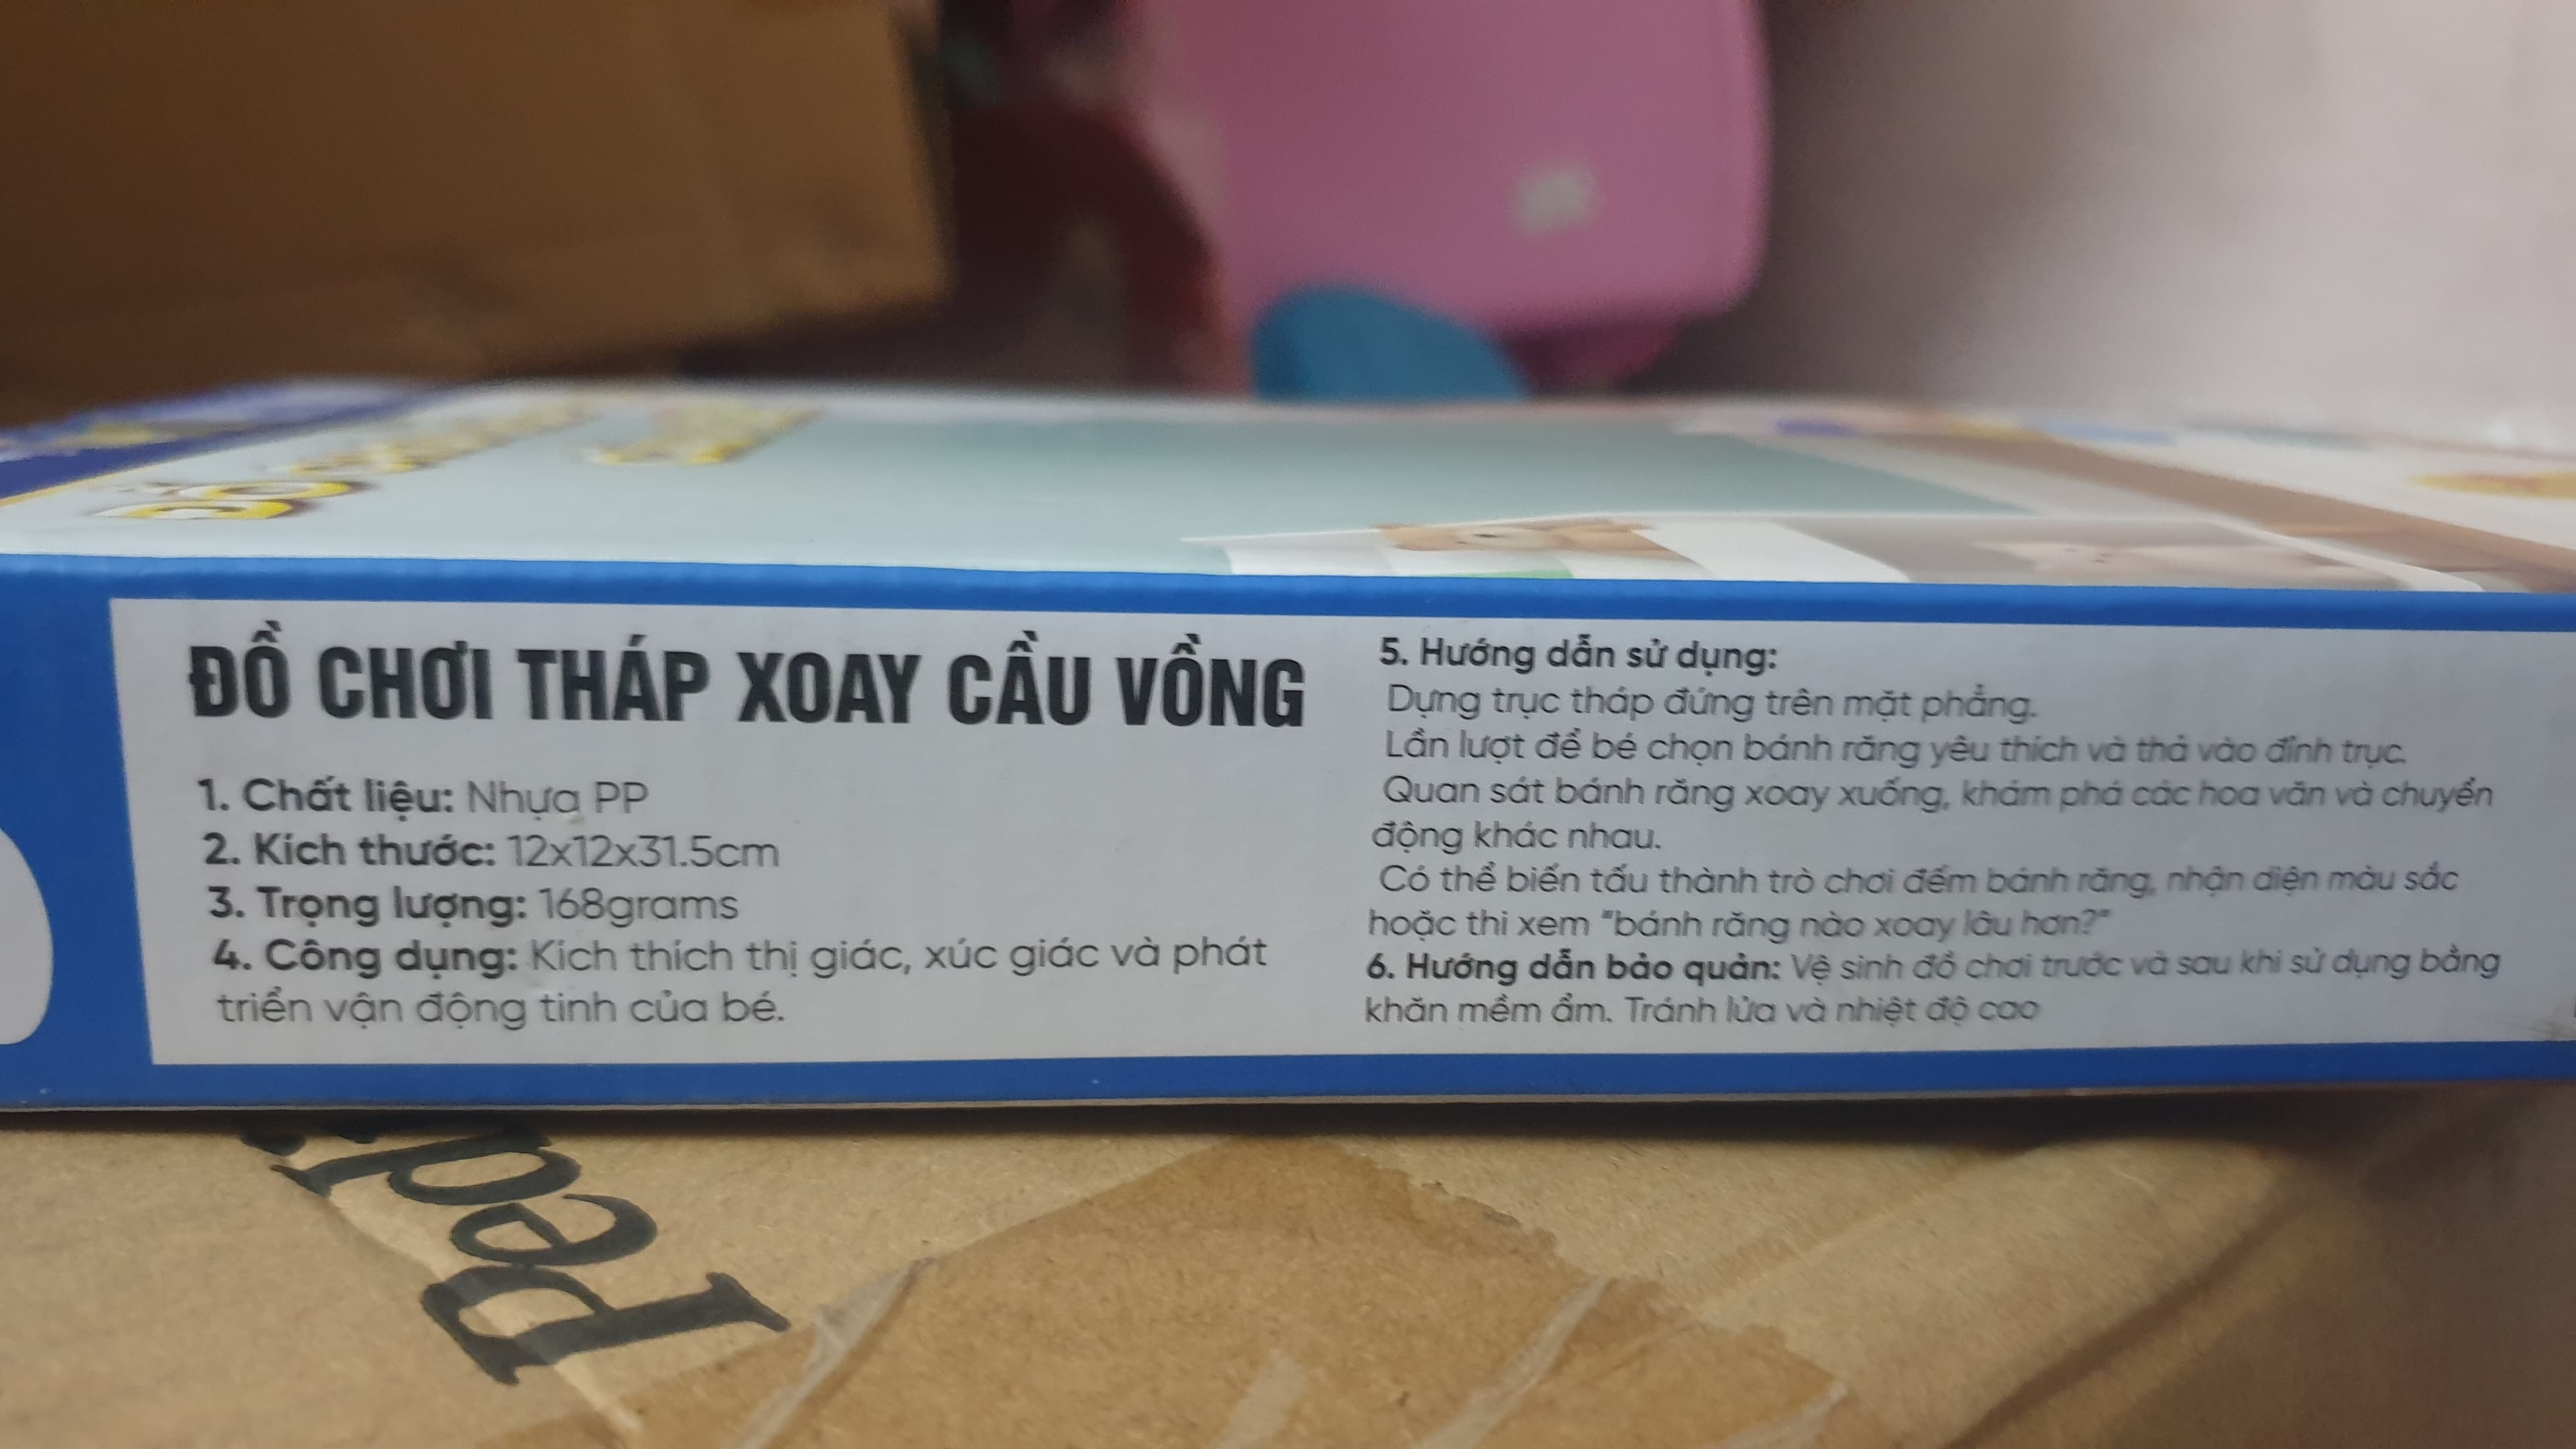 ĐỒ CHƠI THÁP XOAY CẦU VỒNG
1. Chất liệu: Nhựa PP
2. Kích thước: 12x12x31.5cm
3. Trọng lượng: 168grams
4. Công dụng: Kích thích thị giác, xúc giác và phát
triển vận động tinh của bé.
5. Hướng dẫn sử dụng:
Dựng trục tháp đứng trên mặt phẳng.
Lần lượt để bé chọn bánh răng yêu thích và thả vào đỉnh trục.
Quan sát bánh răng xoay xuống, khám phá các hoa văn và chuyển
động khác nhau.
Có thể biến tấu thành trò chơi đếm bánh răng, nhận diện màu sắc
hoặc thi xem "bánh răng nào xoay lâu hơn?"
6. Hướng dẫn bảo quản: Vệ sinh đồ chơi trước và sau khi sử dụng bằng
khăn mềm ẩm. Tránh lửa và nhiệt độ cao